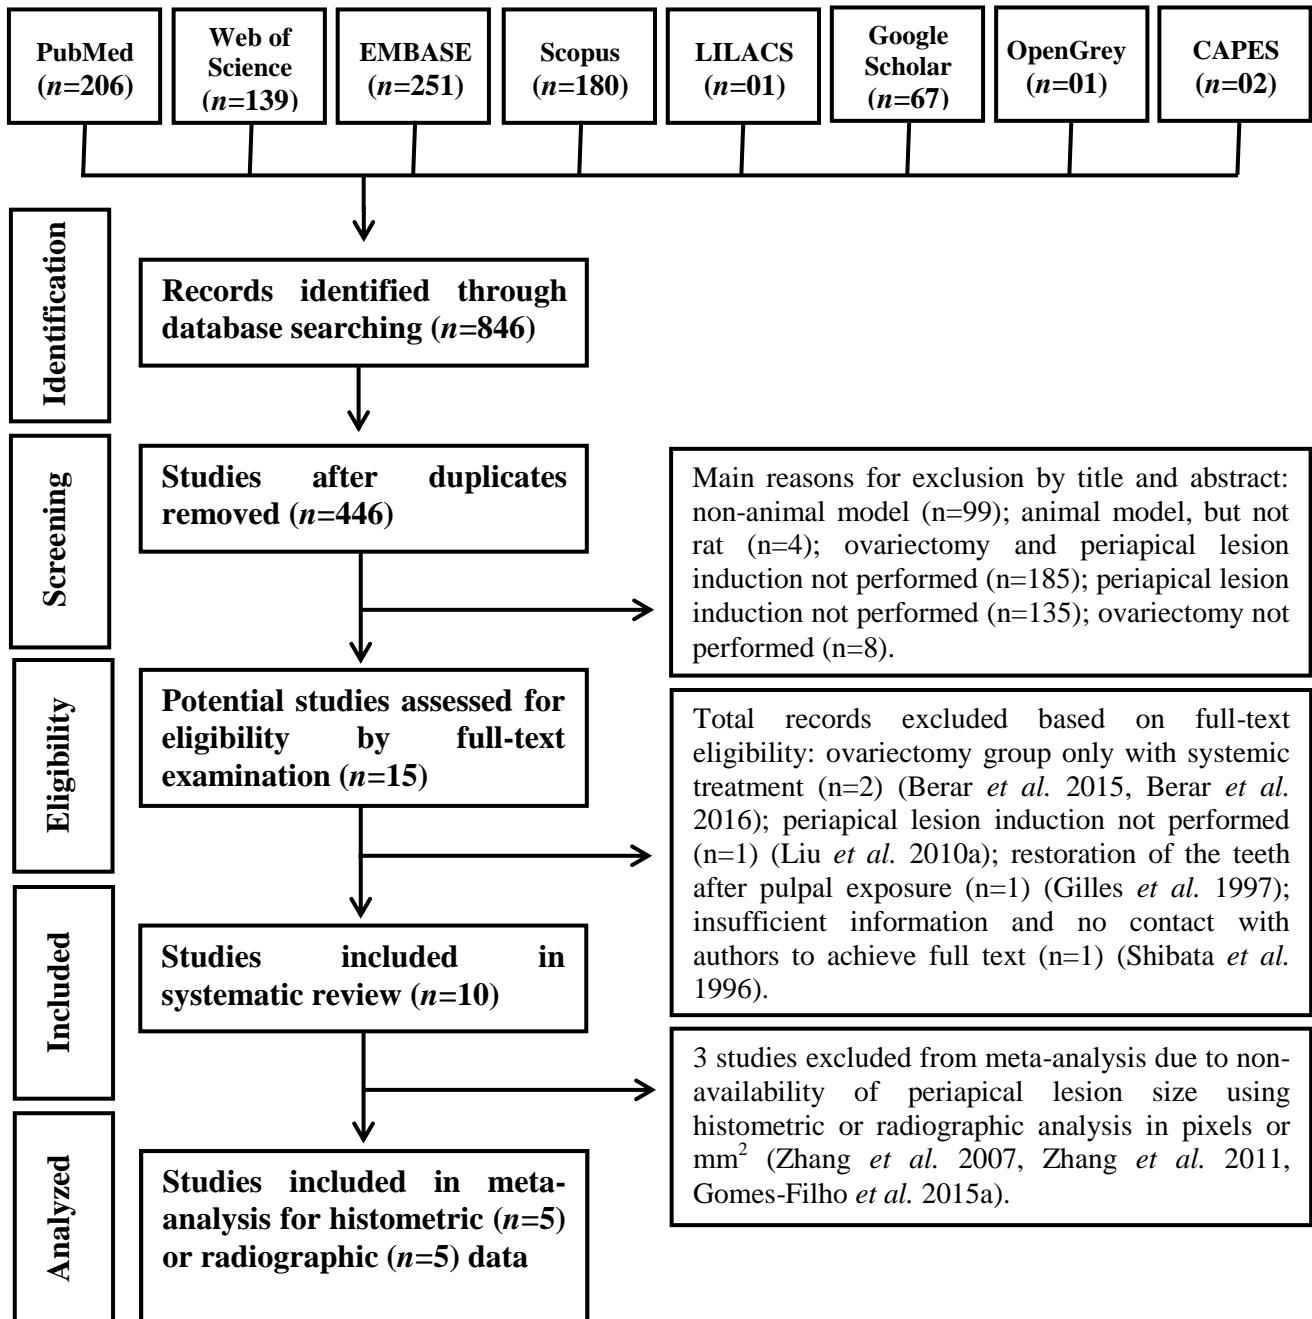 PubMed
(n=206)
Web of
Science
(n=139)
EMBASE
(n=251)
Scopus
(n=180)
LILACS
(n=01)
Google
Scholar
(n=67)
OpenGrey
(n=01)
CAPES
(n=02)
Identification
Records identified through
database searching (n=846)
Screening
Studies after duplicates
removed (n=446)
Main reasons for exclusion by title and abstract:
non-animal model (n=99); animal model, but not
rat (n=4); ovariectomy and periapical lesion
induction not performed (n=185); periapical lesion
induction not performed (n=135); ovariectomy not
performed (n=8).
Eligibility
Potential studies assessed for
eligibility by full-text
examination (n=15)
Total records excluded based on full-text
eligibility: ovariectomy group only with systemic
treatment (n=2) (Berar et al. 2015, Berar et al.
2016); periapical lesion induction not performed
(n=1) (Liu et al. 2010a); restoration of the teeth
after pulpal exposure (n=1) (Gilles et al. 1997);
insufficient information and no contact with
authors to achieve full text (n=1) (Shibata et al.
1996).
Included
Studies included in
systematic review (n=10)
3 studies excluded from meta-analysis due to non-
availability of periapical lesion size using
histometric or radiographic analysis in pixels or
mm² (Zhang et al. 2007, Zhang et al. 2011,
Gomes-Filho et al. 2015a).
Analyzed
Studies included in meta-
analysis for histometric (n=5)
or radiographic (n=5) data